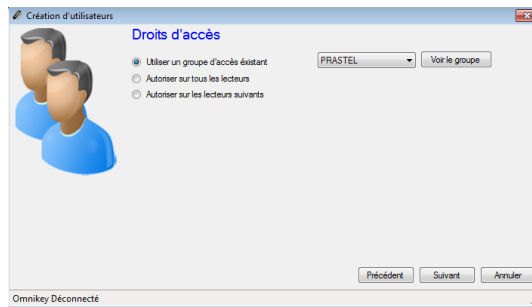 Création d'utilisateurs
Droits d'accès
Utiliser un groupe d'accès éxistant PRASTEL Voir le groupe
Autoriser sur tous les lecteurs
Autoriser sur les lecteurs suivants
Précédent Suivant Annuler
Omnikey Déconnecté